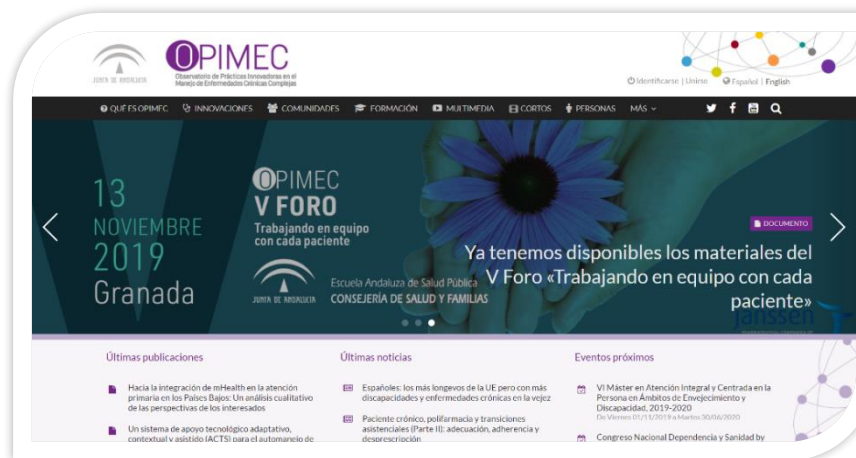 JUNTA DE ANDALUCIA
OPIMEC
Observatorio de Prácticas Innovadoras en el
Manejo de Enfermedades Crónicas Complejas
Identificarse | Unirse Español | English
QUÉ ES OPIMEC INNOVACIONES COMUNIDADES FORMACIÓN MULTIMEDIA CORTOS PERSONAS MÁS
13
NOVIEMBRE
2019
Granada
OPIMEC
V FORO
Trabajando en equipo
con cada paciente
JUNTA DE ANDALUCIA
Escuela Andaluza de Salud Pública
CONSEJERÍA DE SALUD Y FAMILIAS
DOCUMENTO
Ya tenemos disponibles los materiales del
V Foro «Trabajando en equipo con cada
paciente»
janssen
Últimas publicaciones
Hacia la integración de mHealth en la atención
primaria en los Países Bajos: Un análisis cualitativo
de las perspectivas de los interesados
Un sistema de apoyo tecnológico adaptativo,
contextual y asistido (ACTS) para el automanejo de
Últimas noticias
Españoles: los más longevos de la UE pero con más
discapacidades y enfermedades crónicas en la vejez
Paciente crónico, polifarmacia y transiciones
asistenciales (Parte II): adecuación, adherencia y
desprescripción
Eventos próximos
VI Máster en Atención Integral y Centrada en la
Persona en Ámbitos de Envejecimiento y
Discapacidad, 2019-2020
De Viernes 01/11/2019 a Martes 30/06/2020
Congreso Nacional Dependencia y Sanidad by